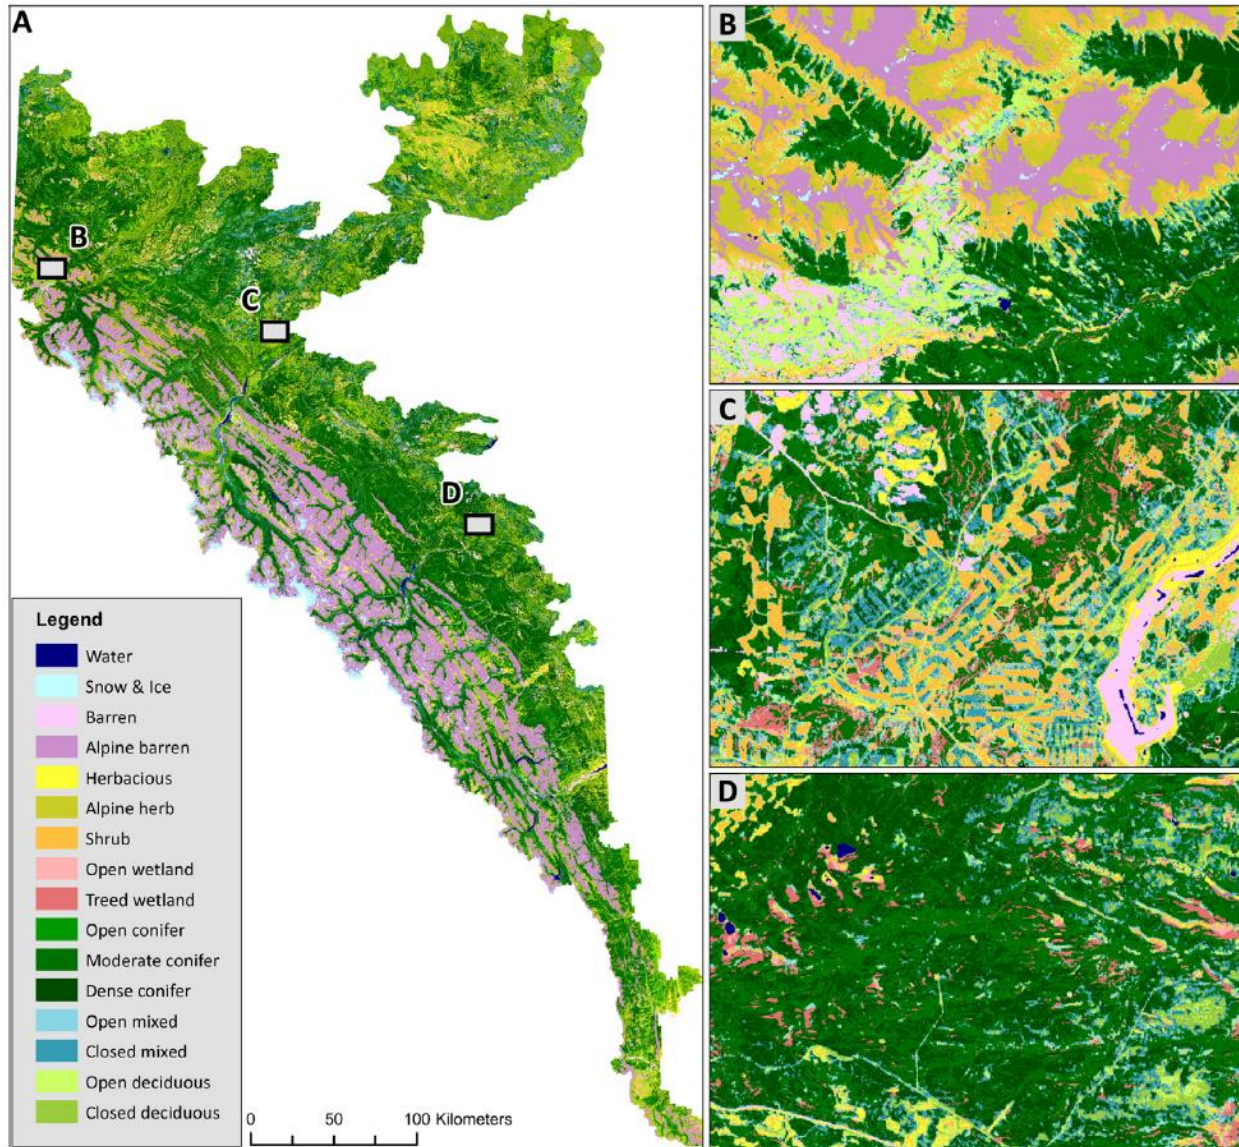 A
B
C
D
Legend
Water
Snow & Ice
Barren
Alpine barren
Herbacious
Alpine herb
Shrub
Open wetland
Treed wetland
Open conifer
Moderate conifer
Dense conifer
Open mixed
Closed mixed
Open deciduous
Closed deciduous
0 50 100 Kilometers
B
C
D